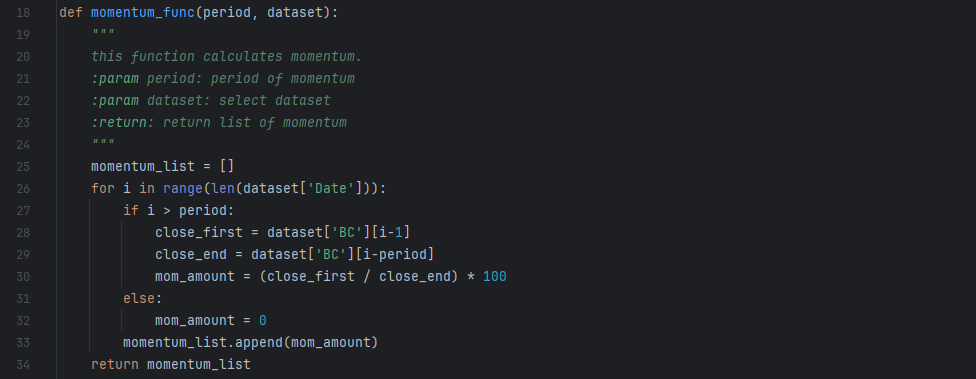 18 def momentum_func(period, dataset):
19     """
20     this function calculates momentum.
21     :param period: period of momentum
22     :param dataset: select dataset
23     :return: return list of momentum
24     """
25     momentum_list = []
26     for i in range(len(dataset['Date'])):
27         if i > period:
28             close_first = dataset['BC'][i-1]
29             close_end = dataset['BC'][i-period]
30             mom_amount = (close_first / close_end) * 100
31         else:
32             mom_amount = 0
33         momentum_list.append(mom_amount)
34     return momentum_list